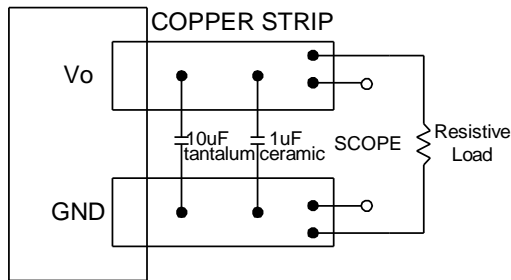 COPPER STRIP
Vo
10uF 1uF
tantalum ceramic
SCOPE
Resistive
Load
GND